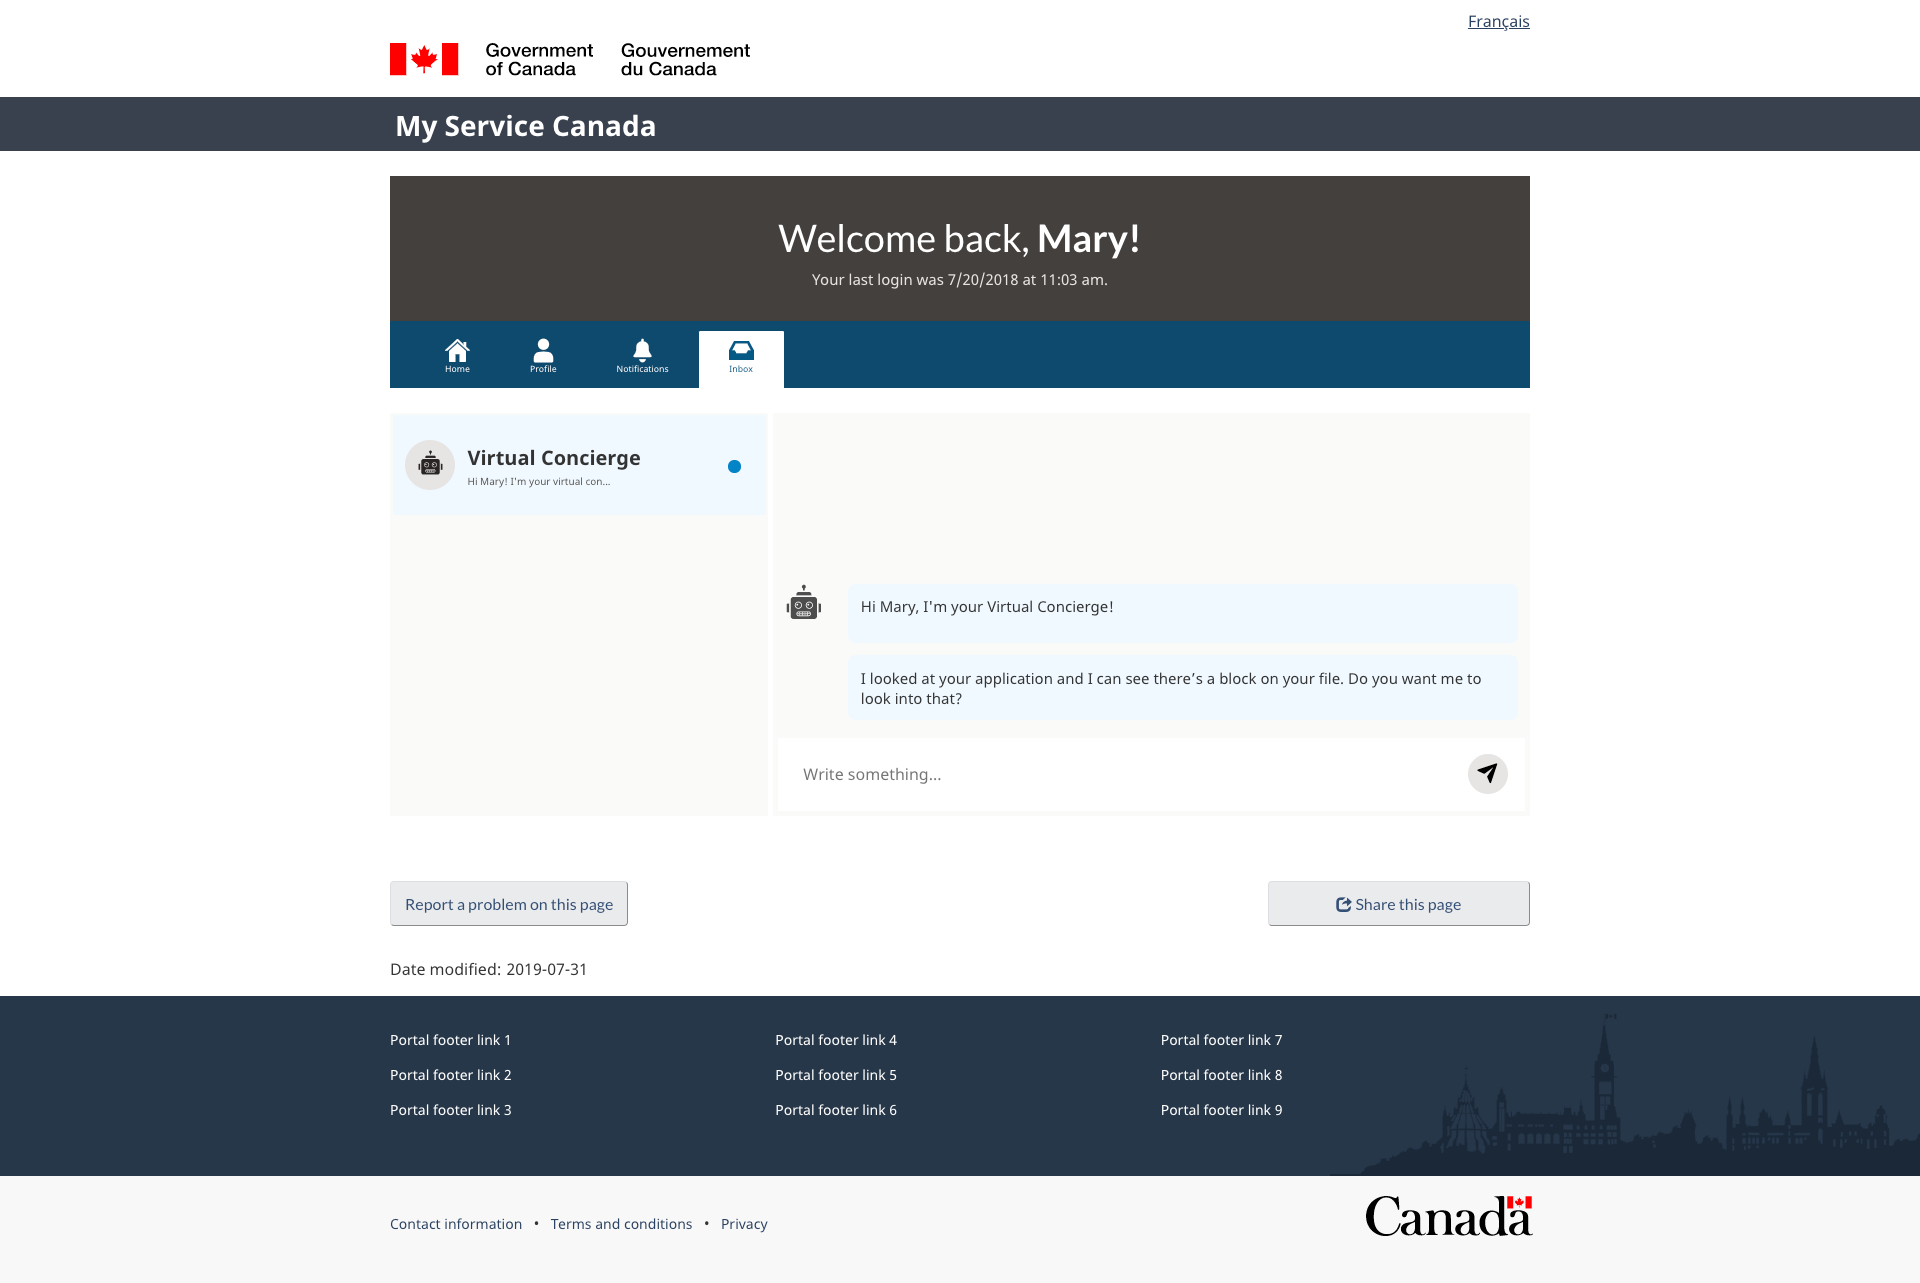 Français
Government
of Canada
Gouvernement
du Canada
My Service Canada
Welcome back, Mary!
Your last login was 7/20/2018 at 11:03 am.
Home
Profile
Notifications
Inbox
Virtual Concierge
Hi Mary! I'm your virtual con...
Hi Mary, I'm your Virtual Concierge!
I looked at your application and I can see there’s a block on your file. Do you want me to
look into that?
Write something...
Report a problem on this page
Share this page
Date modified: 2019-07-31
Portal footer link 1
Portal footer link 2
Portal footer link 3
Portal footer link 4
Portal footer link 5
Portal footer link 6
Portal footer link 7
Portal footer link 8
Portal footer link 9
Contact information • Terms and conditions • Privacy
Canada